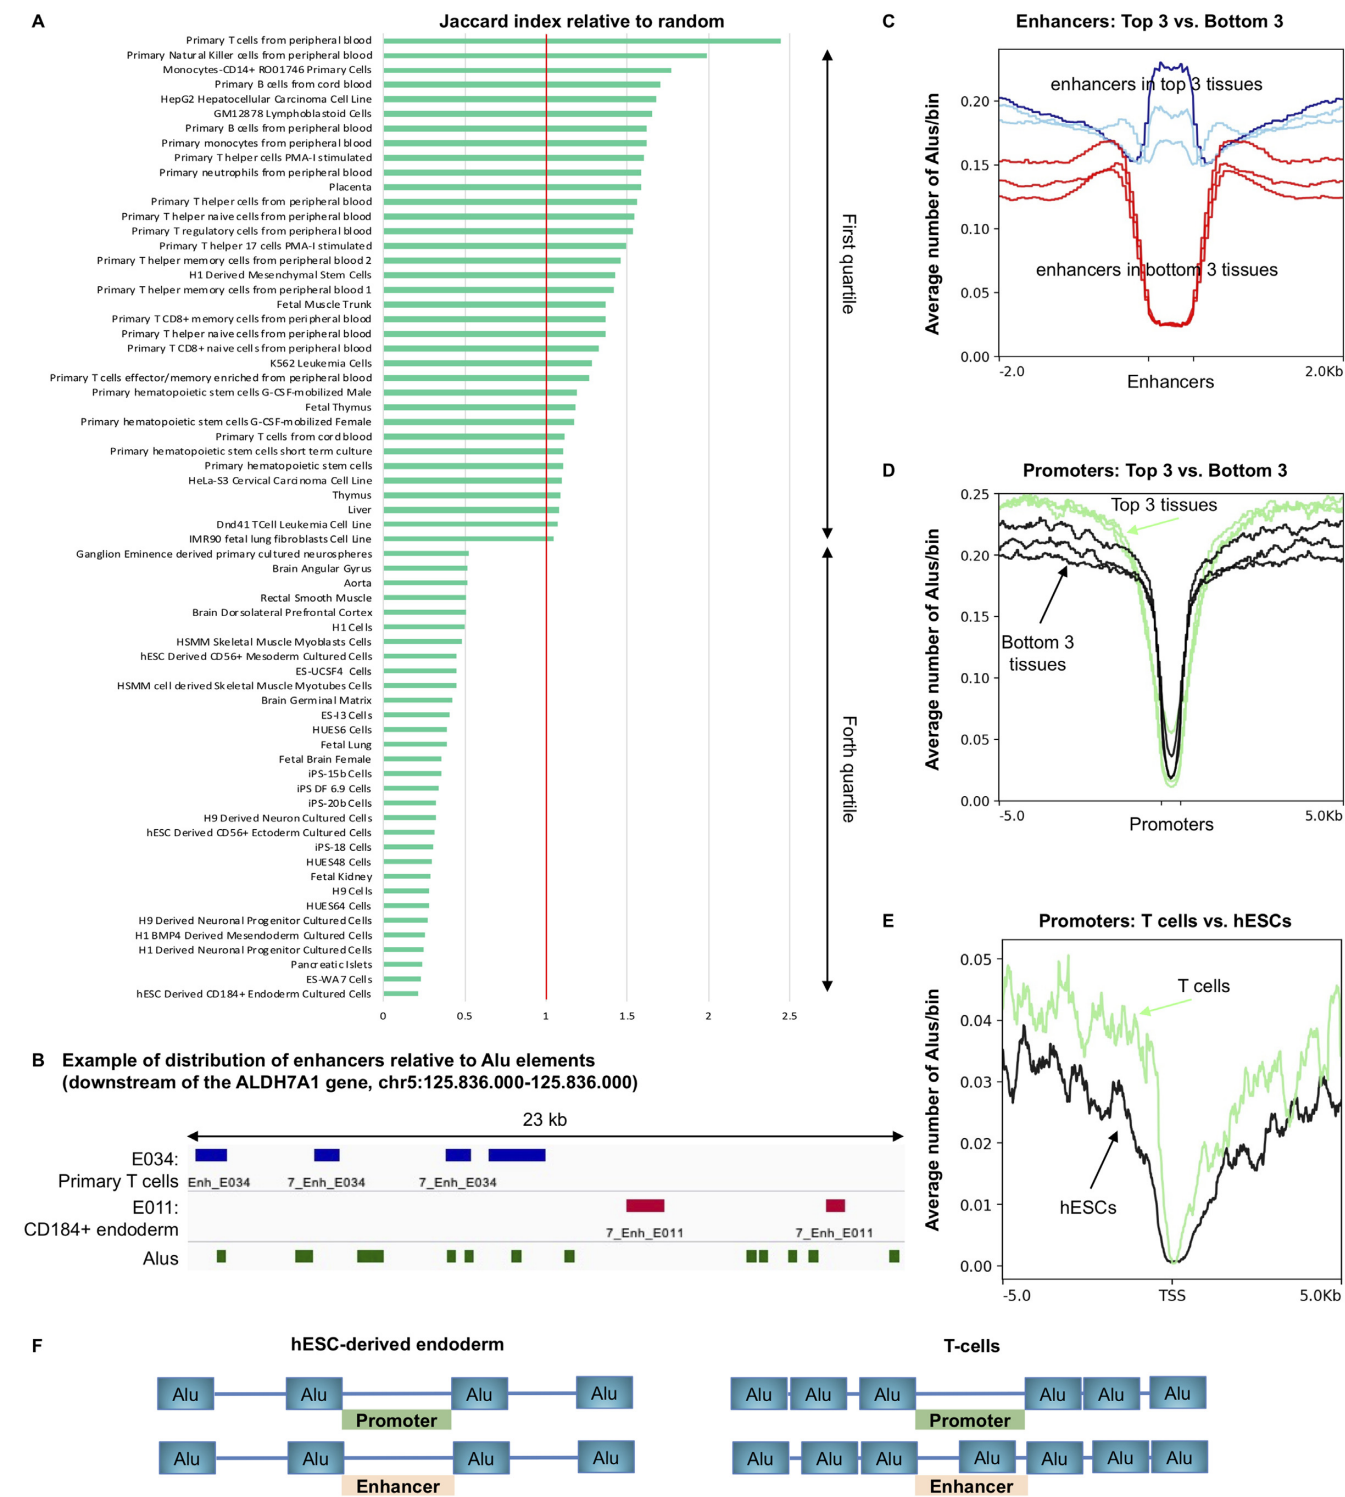 A
Jaccard index relative to random
Primary T cells from peripheral blood
Primary Natural Killer cells from peripheral blood
Monocytes-CD14+ RO01746 Primary Cells
Primary B cells from cord blood
HepG2 Hepatocellular Carcinoma Cell Line
GM12878 Lymphoblastoid Cells
Primary B cells from peripheral blood
Primary monocytes from peripheral blood
Primary T helper cells PMA-I stimulated
Primary neutrophils from peripheral blood
Placenta
Primary T helper cells from peripheral blood
Primary T helper naive cells from peripheral blood
Primary T regulatory cells from peripheral blood
Primary T helper 17 cells PMA-I stimulated
Primary T helper memory cells from peripheral blood 2
H1 Derived Mesenchymal Stem Cells
Primary T helper memory cells from peripheral blood 1
Fetal Muscle Trunk
Primary T CD8+ memory cells from peripheral blood
Primary T helper naive cells from peripheral blood
Primary T CD8+ naive cells from peripheral blood
K562 Leukemia Cells
Primary T cells effector/memory enriched from peripheral blood
Primary hematopoietic stem cells G-CSF-mobilized Male
Fetal Thymus
Primary hematopoietic stem cells G-CSF-mobilized Female
Primary T cells from cord blood
Primary hematopoietic stem cells short term culture
Primary hematopoietic stem cells
HeLa-S3 Cervical Carcinoma Cell Line
Thymus
Liver
Dnd41 TCell Leukemia Cell Line
IMR90 fetal lung fibroblasts Cell Line
Ganglion Eminence derived primary cultured neurospheres
Brain Angular Gyrus
Aorta
Rectal Smooth Muscle
Brain Dorsolateral Prefrontal Cortex
H1 Cells
HSMM Skeletal Muscle Myoblasts Cells
hESC Derived CD56+ Mesoderm Cultured Cells
ES-UCSF4 Cells
HSMM cell derived Skeletal Muscle Myotubes Cells
Brain Germinal Matrix
ES-I3 Cells
HUES6 Cells
Fetal Lung
Fetal Brain Female
iPS-15b Cells
iPS DF 6.9 Cells
iPS-20b Cells
H9 Derived Neuron Cultured Cells
hESC Derived CD56+ Ectoderm Cultured Cells
iPS-18 Cells
HUES48 Cells
Fetal Kidney
H9 Cells
HUES64 Cells
H9 Derived Neuronal Progenitor Cultured Cells
H1 BMP4 Derived Mesendoderm Cultured Cells
H1 Derived Neuronal Progenitor Cultured Cells
Pancreatic Islets
ES-WA7 Cells
hESC Derived CD184+ Endoderm Cultured Cells
0 0.5 1 1.5 2 2.5
First quartile
Forth quartile
B Example of distribution of enhancers relative to Alu elements
(downstream of the ALDH7A1 gene, chr5:125.836.000-125.836.000)
23 kb
E034:
Primary T cells
Enh_E034 7_Enh_E034 7_Enh_E034
E011:
CD184+ endoderm
7_Enh_E011 7_Enh_E011
Alus
C
Enhancers: Top 3 vs. Bottom 3
Average number of Alus/bin
0.20
0.15
0.10
0.05
0.00
enhancers in top 3 tissues
enhancers in bottom 3 tissues
-2.0 2.0Kb
Enhancers
D
Promoters: Top 3 vs. Bottom 3
Average number of Alus/bin
0.25
0.20
0.15
0.10
0.05
0.00
Top 3 tissues
Bottom 3
tissues
-5.0 5.0Kb
Promoters
E
Promoters: T cells vs. hESCs
Average number of Alus/bin
0.05
0.04
0.03
0.02
0.01
0.00
T cells
hESCs
-5.0 TSS 5.0Kb
F
hESC-derived endoderm
Alu Alu Alu Alu
Promoter
Alu Alu Alu Alu
Enhancer
T-cells
Alu Alu Alu Alu Alu Alu
Promoter
Alu Alu Alu Alu Alu Alu Alu
Enhancer